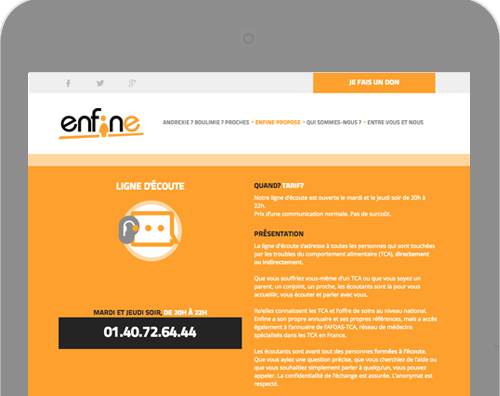 JE FAIS UN DON
enfine
ANOREXIE ? BOULIMIE ? PROCHES - ENFINE PROPOSE - QUI SOMMES-NOUS ? - ENTRE VOUS ET NOUS
LIGNE D'ÉCOUTE
MARDI ET JEUDI SOIR, DE 20H À 22H
01.40.72.64.44
QUAND? TARIF?
Notre ligne d'écoute est ouverte le mardi et le jeudi soir de 20h à
22h.
Prix d'une communication normale. Pas de surcoût.
PRÉSENTATION
La ligne d'écoute s'adresse à toutes les personnes qui sont touchées
par les troubles du comportement alimentaire (TCA), directement
ou indirectement.
Que vous souffriez vous-même d'un TCA ou que vous soyez un
parent, un conjoint, un proche, les écoutants sont là pour vous
accueillir, vous écouter et parler avec vous.
Ils/elles connaissent les TCA et l'offre de soins au niveau national.
Enfine a son propre annuaire et ses propres références, mais a accès
également à l'annuaire de l'AFDAS-TCA, réseau de médecins
spécialisés dans les TCA en France.
Les écoutants sont avant tout des personnes formées à l'écoute.
Que vous ayiez une question précise, que vous cherchiez de l'aide ou
que vous souhaitiez simplement parler à quelqu'un, vous pouvez
appeler. La confidentialité de l'échange est assurée. L'anonymat est
respecté.